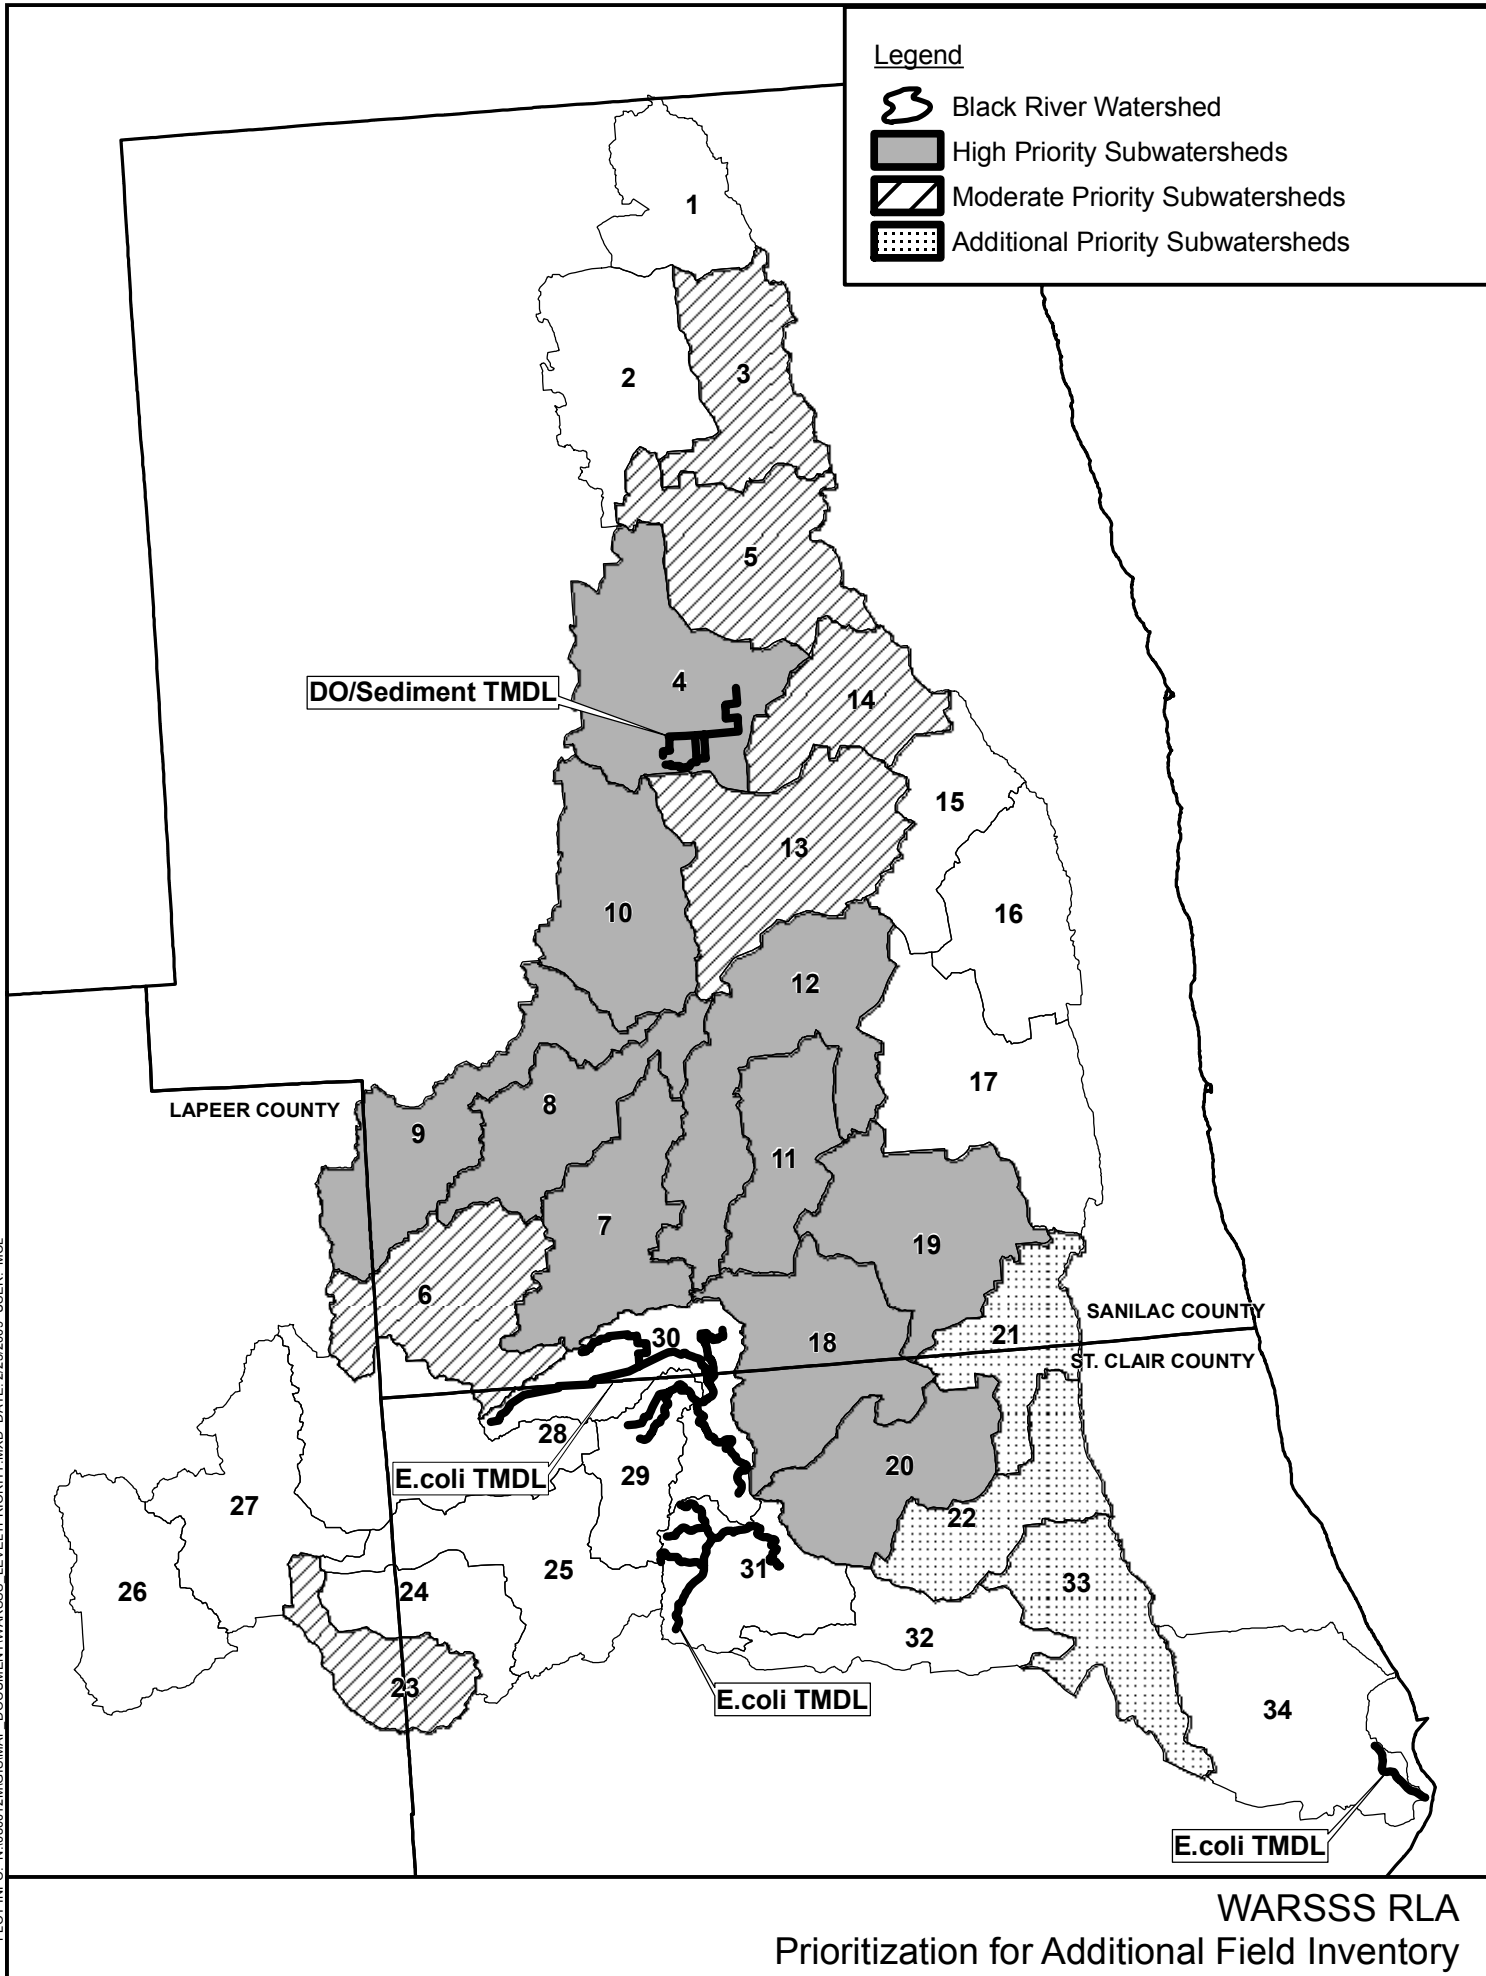 Legend
Black River Watershed
High Priority Subwatersheds
Moderate Priority Subwatersheds
Additional Priority Subwatersheds
1
2
3
5
4
DO/Sediment TMDL
14
15
13
10
16
12
17
LAPEER COUNTY
8
9
11
7
19
6
SANILAC COUNTY
30
18
21
ST. CLAIR COUNTY
28
20
29
E.coli TMDL
27
22
25
31
33
26
24
32
23
E.coli TMDL
34
E.coli TMDL
WARSSS RLA
Prioritization for Additional Field Inventory